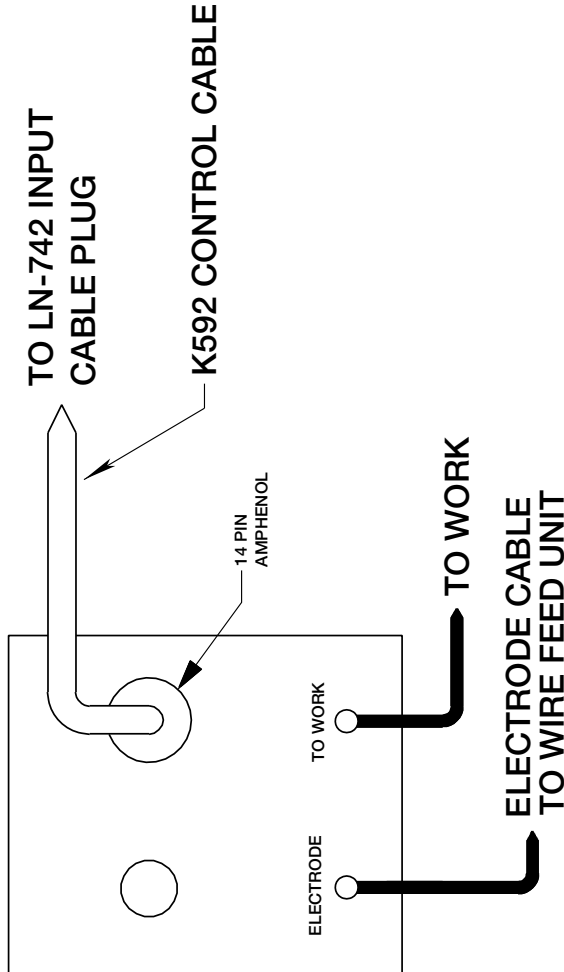 TO LN-742 INPUT
CABLE PLUG
K592 CONTROL CABLE
14 PIN
AMPHENOL
TO WORK
TO WORK
ELECTRODE
ELECTRODE CABLE
TO WIRE FEED UNIT